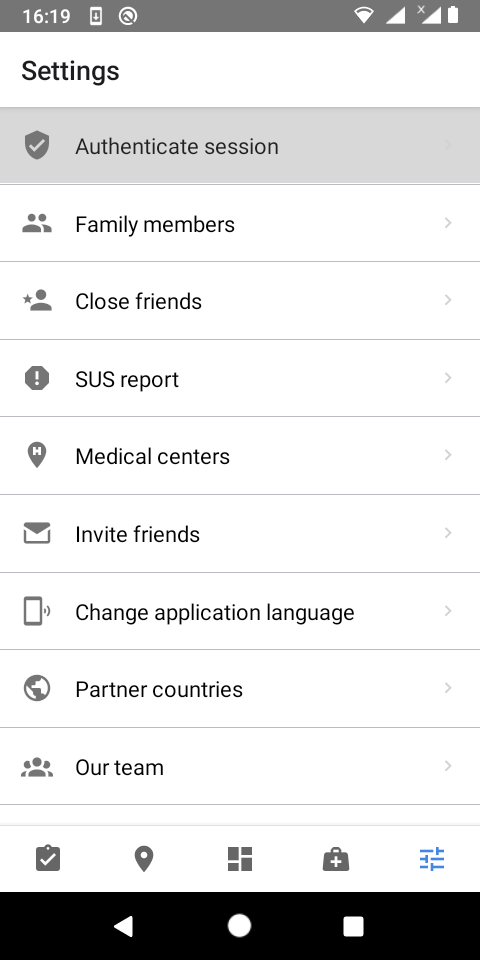 16:19
Settings
Authenticate session
Family members
Close friends
SUS report
Medical centers
Invite friends
Change application language
Partner countries
Our team